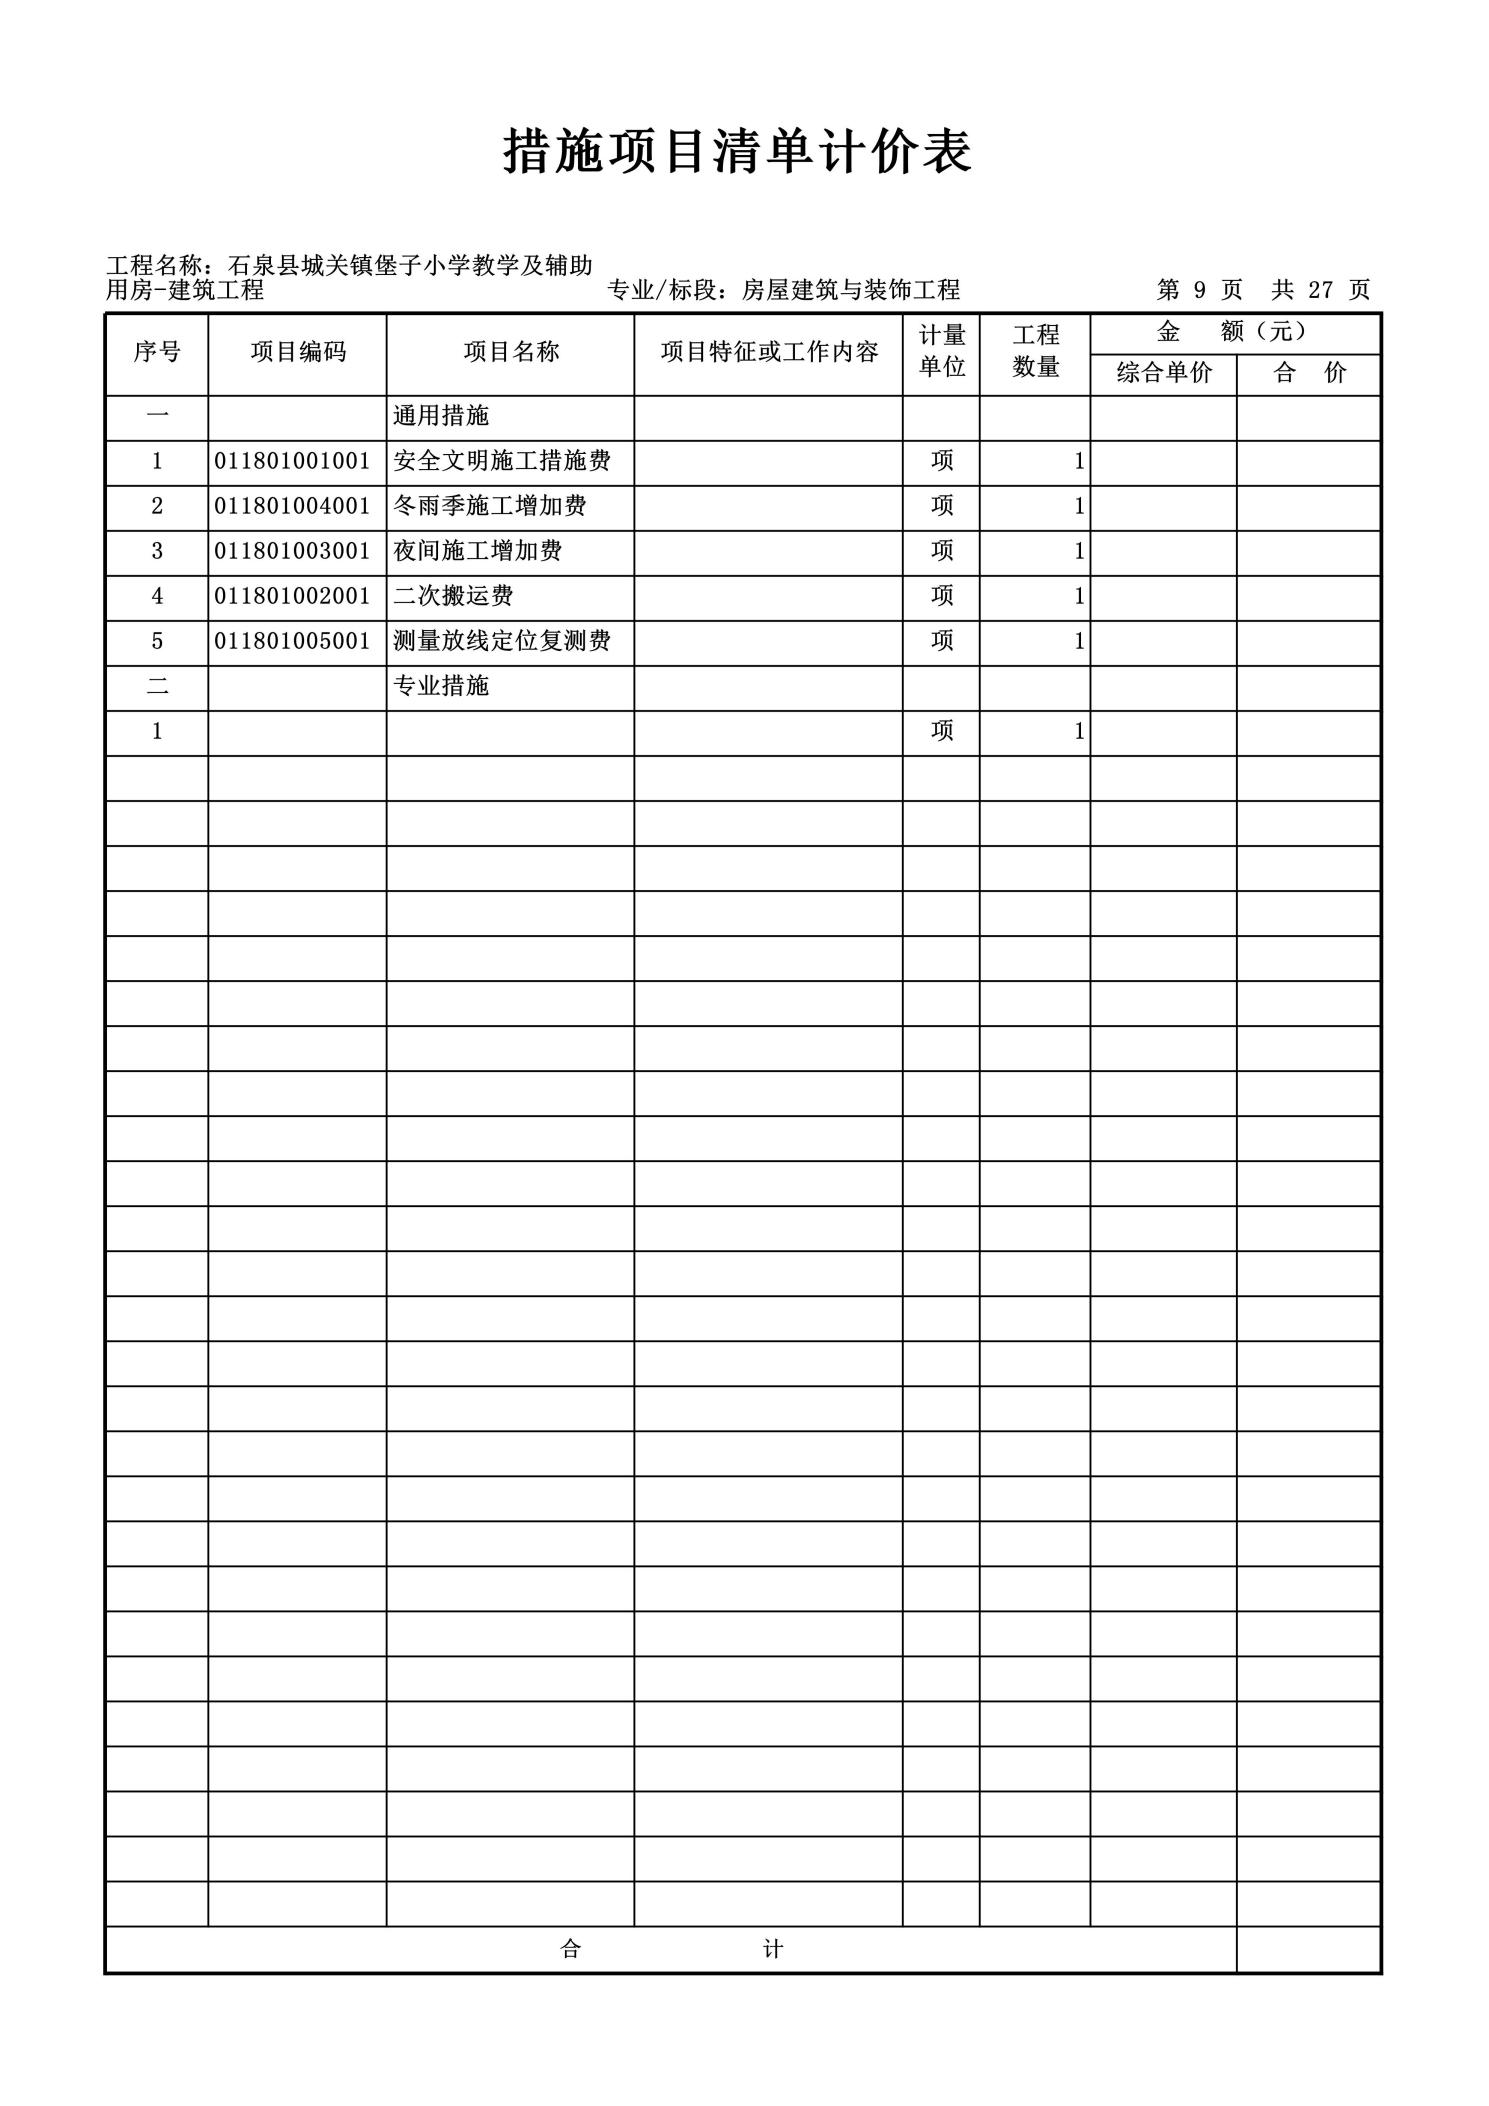 措施项目清单计价表
工程名称：石泉县城关镇堡子小学教学及辅助
用房-建筑工程 专业/标段：房屋建筑与装饰工程 第 9 页 共 27 页
序号 项目编码 项目名称 项目特征或工作内容 计量单位 工程数量 金 额（元）
综合单价 合 价
一 通用措施
1 011801001001 安全文明施工措施费 项 1
2 011801004001 冬雨季施工增加费 项 1
3 011801003001 夜间施工增加费 项 1
4 011801002001 二次搬运费 项 1
5 011801005001 测量放线定位复测费 项 1
二 专业措施
1 项 1
合 计